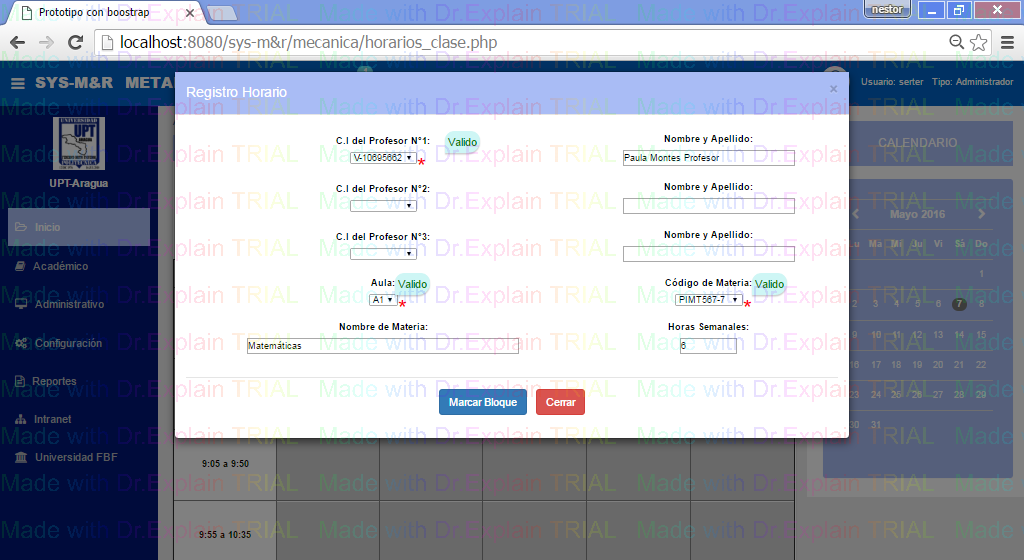 Prototipo con boostrap
nestor
localhost:8080/sys-m&r/mecanica/horarios_clase.php
SYS-M&R
Usuario: serter Tipo: Administrador
UPT
UPT-Aragua
Inicio
Académico
Administrativo
Configuración
Reportes
Intranet
Universidad FBF
Registro Horario
×
C.I del Profesor N°1:
Valido
V-10695662
*
Nombre y Apellido:
Paula Montes Profesor
C.I del Profesor N°2:
Nombre y Apellido:
C.I del Profesor N°3:
Nombre y Apellido:
Aula:
Valido
A1
*
Código de Materia:
Valido
PIMT567-7
*
Nombre de Materia:
Matemáticas
Horas Semanales:
6
Marcar Bloque
Cerrar
9:05 a 9:50
9:55 a 10:35
CALENDARIO
Mayo 2016
Lu Ma Mi Ju Vi Sá Do
1
2 3 4 5 6 7 8
9 10 11 12 13 14 15
16 17 18 19 20 21 22
23 24 25 26 27 28 29
30 31
Made with Dr.Explain TRIAL